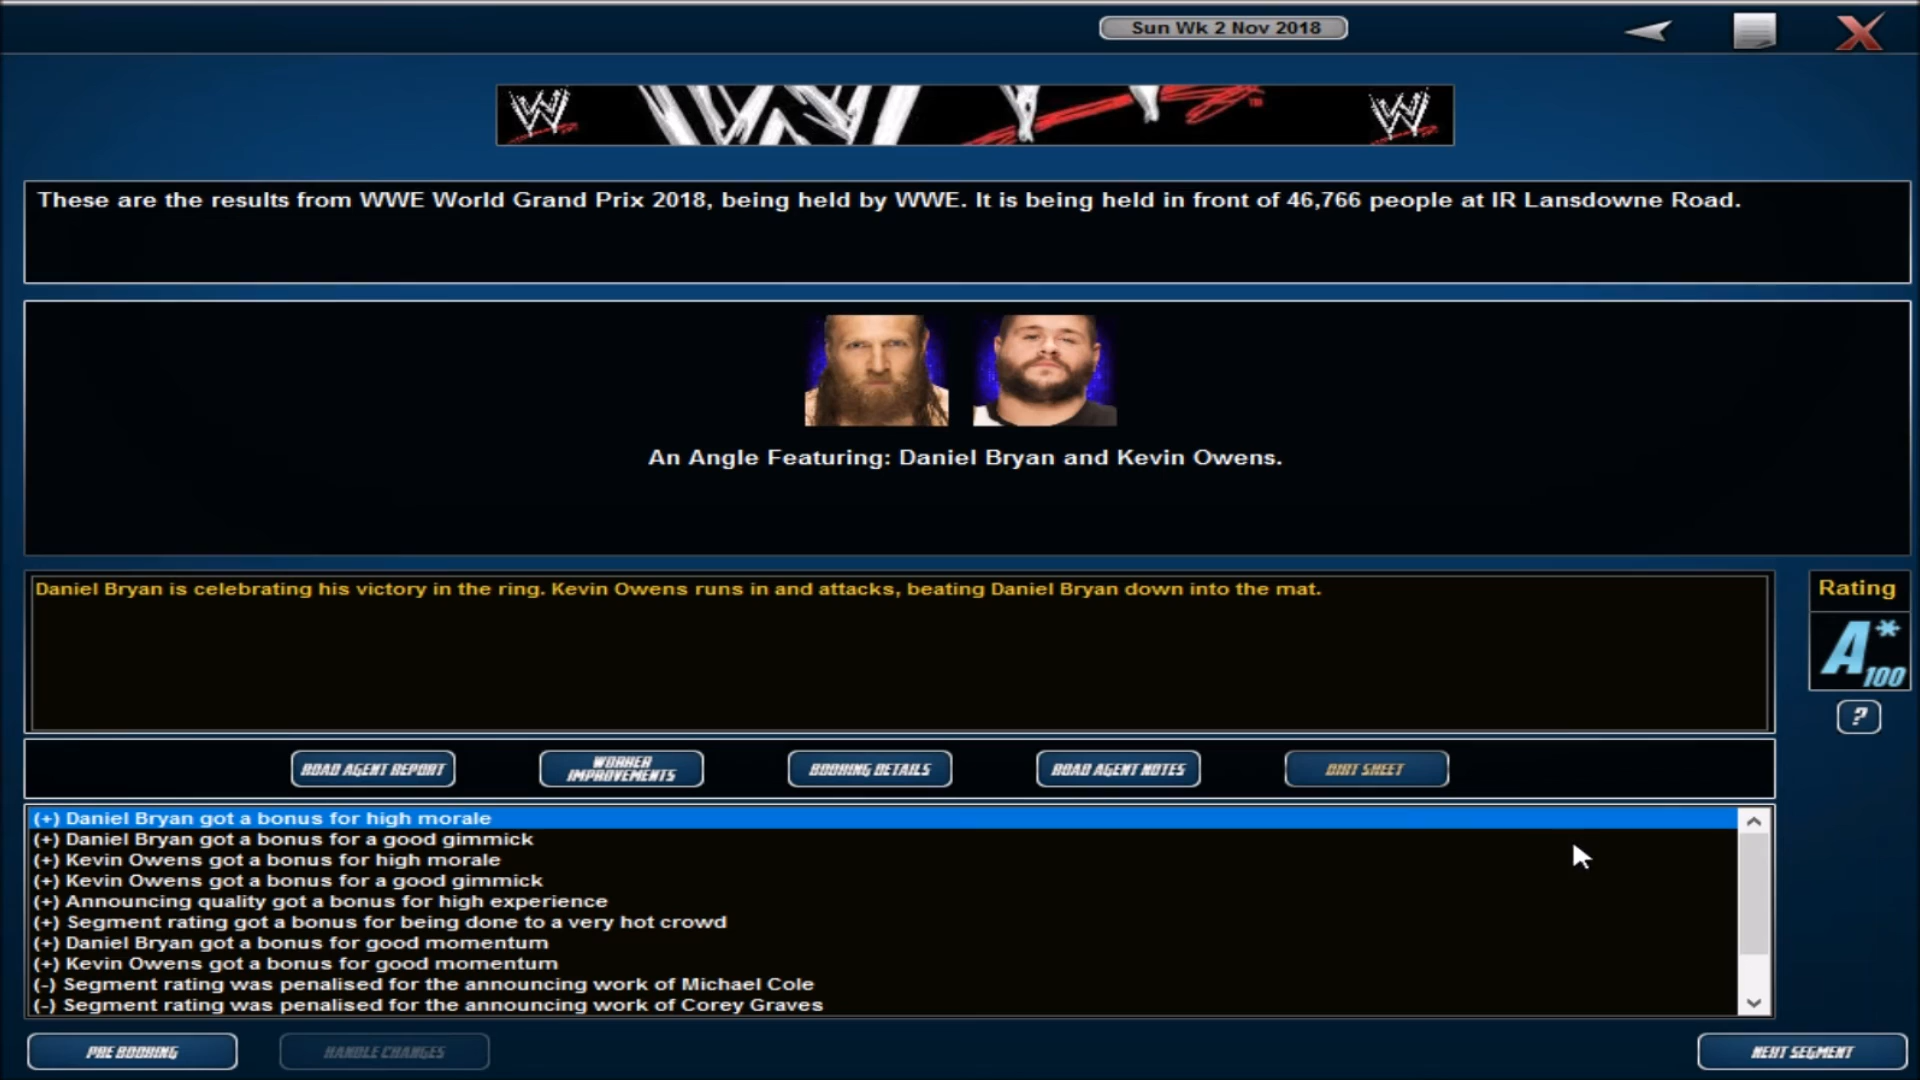 Sun Wk 2 Nov 2018
These are the results from WWE World Grand Prix 2018, being held by WWE. It is being held in front of 46,766 people at IR Lansdowne Road.
An Angle Featuring: Daniel Bryan and Kevin Owens.
Daniel Bryan is celebrating his victory in the ring. Kevin Owens runs in and attacks, beating Daniel Bryan down into the mat.
Rating
A*
100
?
ROAD AGENT REPORT
WORKER
IMPROVEMENTS
BOOKING DETAILS
ROAD AGENT NOTES
DIRT SHEET
(+) Daniel Bryan got a bonus for high morale
(+) Daniel Bryan got a bonus for a good gimmick
(+) Kevin Owens got a bonus for high morale
(+) Kevin Owens got a bonus for a good gimmick
(+) Announcing quality got a bonus for high experience
(+) Segment rating got a bonus for being done to a very hot crowd
(+) Daniel Bryan got a bonus for good momentum
(+) Kevin Owens got a bonus for good momentum
(-) Segment rating was penalised for the announcing work of Michael Cole
(-) Segment rating was penalised for the announcing work of Corey Graves
PRE BOOKING
HANDLE CHANGES
NEXT SEGMENT